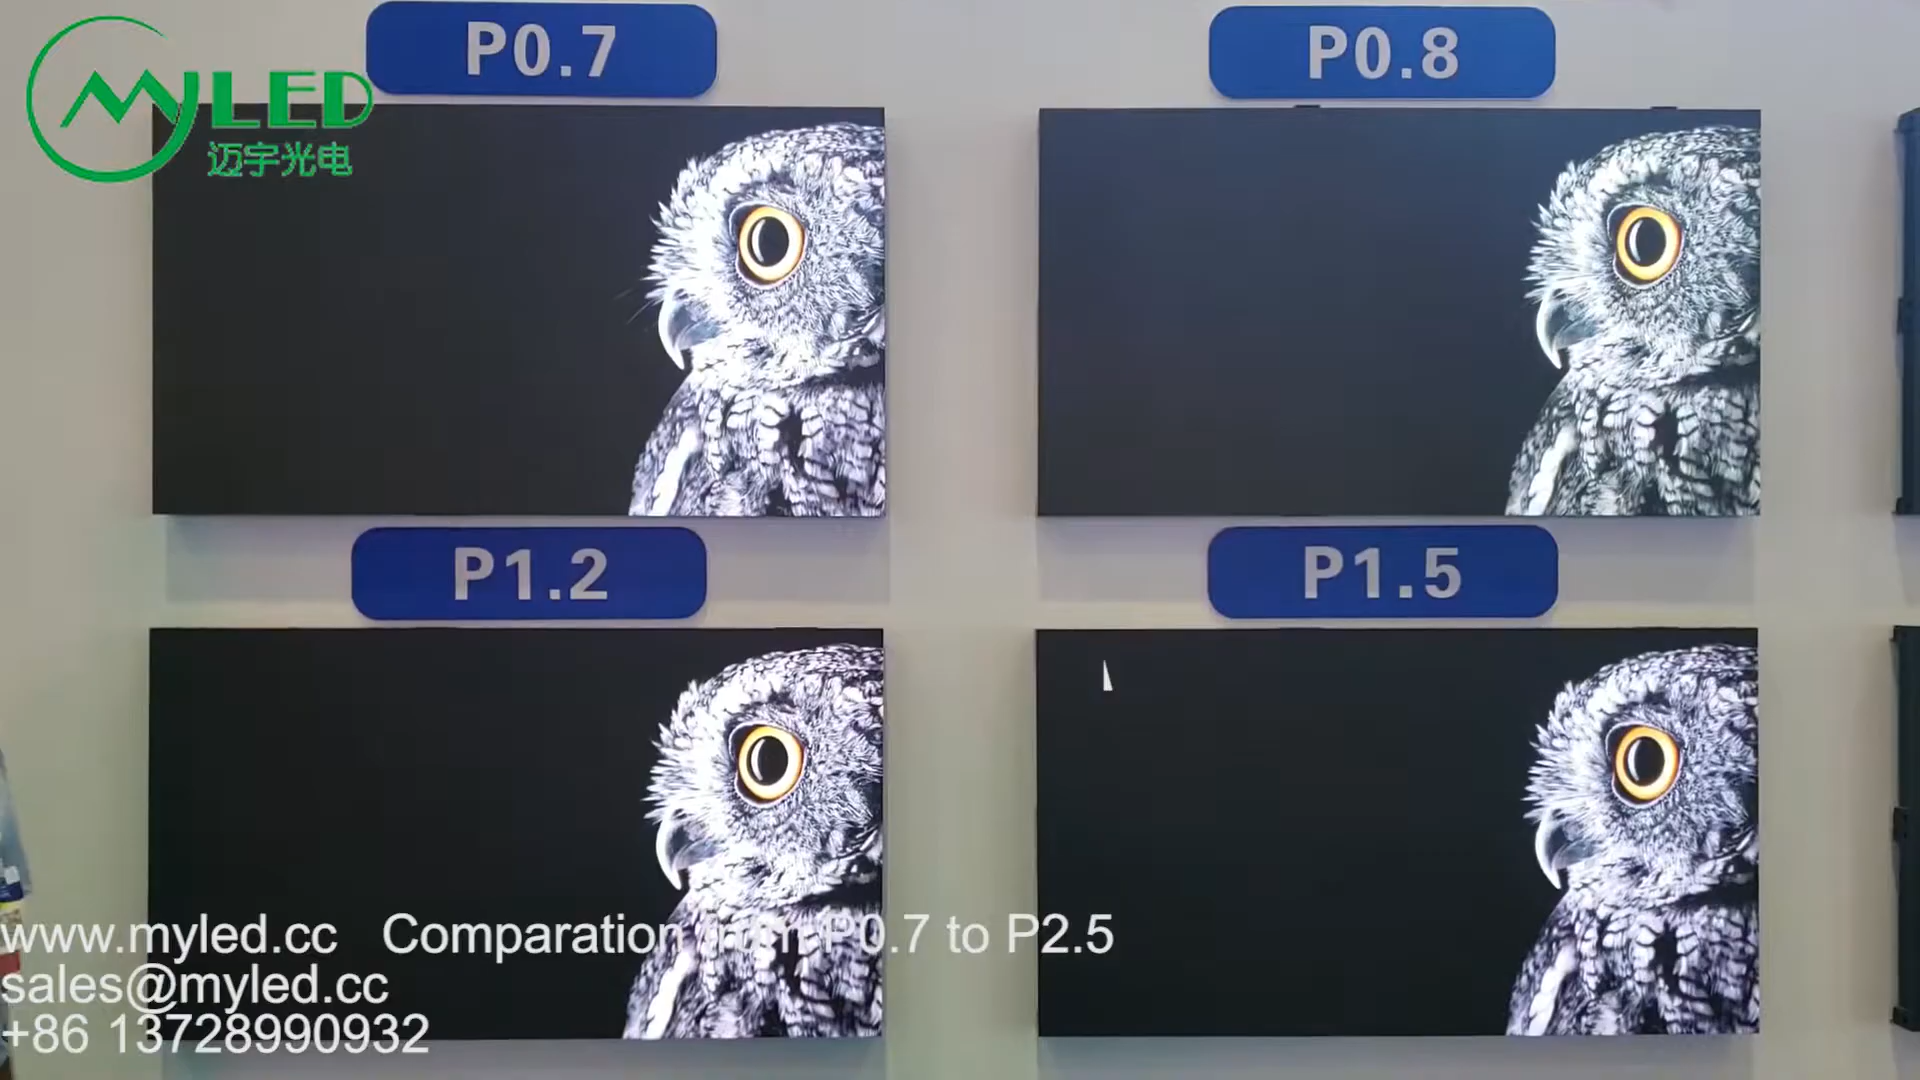 MYLED
迈宇光电
P0.7
P0.8
P1.2
P1.5
www.myled.cc Comparation from P0.7 to P2.5
sales@myled.cc
+86 13728990932